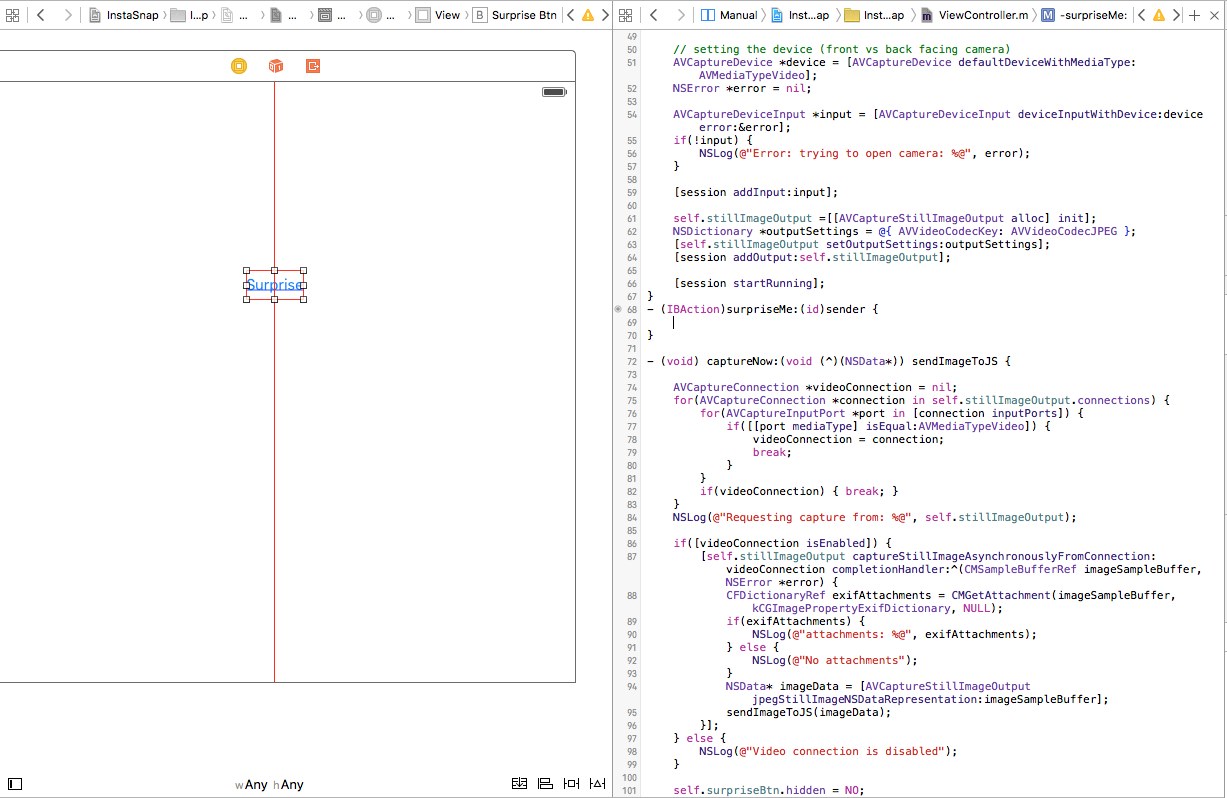 InstaSnap
I...p
...
...
...
...
View
B
Surprise Btn
Manual
Inst...ap
Inst...ap
m
ViewController.m
M
-surpriseMe:
Surprise
wAny hAny
49
50 // setting the device (front vs back facing camera)
51 AVCaptureDevice *device = [AVCaptureDevice defaultDeviceWithMediaType:
AVMediaTypeVideo];
52 NSError *error = nil;
53
54 AVCaptureDeviceInput *input = [AVCaptureDeviceInput deviceInputWithDevice:device
error:&error];
55 if(!input) {
56 NSLog(@"Error: trying to open camera: %@", error);
57 }
58
59 [session addInput:input];
60
61 self.stillImageOutput =[[AVCaptureStillImageOutput alloc] init];
62 NSDictionary *outputSettings = @{ AVVideoCodecKey: AVVideoCodecJPEG };
63 [self.stillImageOutput setOutputSettings:outputSettings];
64 [session addOutput:self.stillImageOutput];
65
66 [session startRunning];
67 }
68 - (IBAction)surpriseMe:(id)sender {
69
70 }
71
72 - (void) captureNow:(void (^)(NSData*)) sendImageToJS {
73
74 AVCaptureConnection *videoConnection = nil;
75 for(AVCaptureConnection *connection in self.stillImageOutput.connections) {
76 for(AVCaptureInputPort *port in [connection inputPorts]) {
77 if([[port mediaType] isEqual:AVMediaTypeVideo]) {
78 videoConnection = connection;
79 break;
80 }
81 }
82 if(videoConnection) { break; }
83 }
84 NSLog(@"Requesting capture from: %@", self.stillImageOutput);
85
86 if([videoConnection isEnabled]) {
87 [self.stillImageOutput captureStillImageAsynchronouslyFromConnection:
videoConnection completionHandler:^(CMSampleBufferRef imageSampleBuffer,
NSError *error) {
88 CFDictionaryRef exifAttachments = CMGetAttachment(imageSampleBuffer,
kCGImagePropertyExifDictionary, NULL);
89 if(exifAttachments) {
90 NSLog(@"attachments: %@", exifAttachments);
91 } else {
92 NSLog(@"No attachments");
93 }
94 NSData* imageData = [AVCaptureStillImageOutput
jpegStillImageNSDataRepresentation:imageSampleBuffer];
95 sendImageToJS(imageData);
96 }];
97 } else {
98 NSLog(@"Video connection is disabled");
99 }
100
101 self.surpriseBtn.hidden = NO;